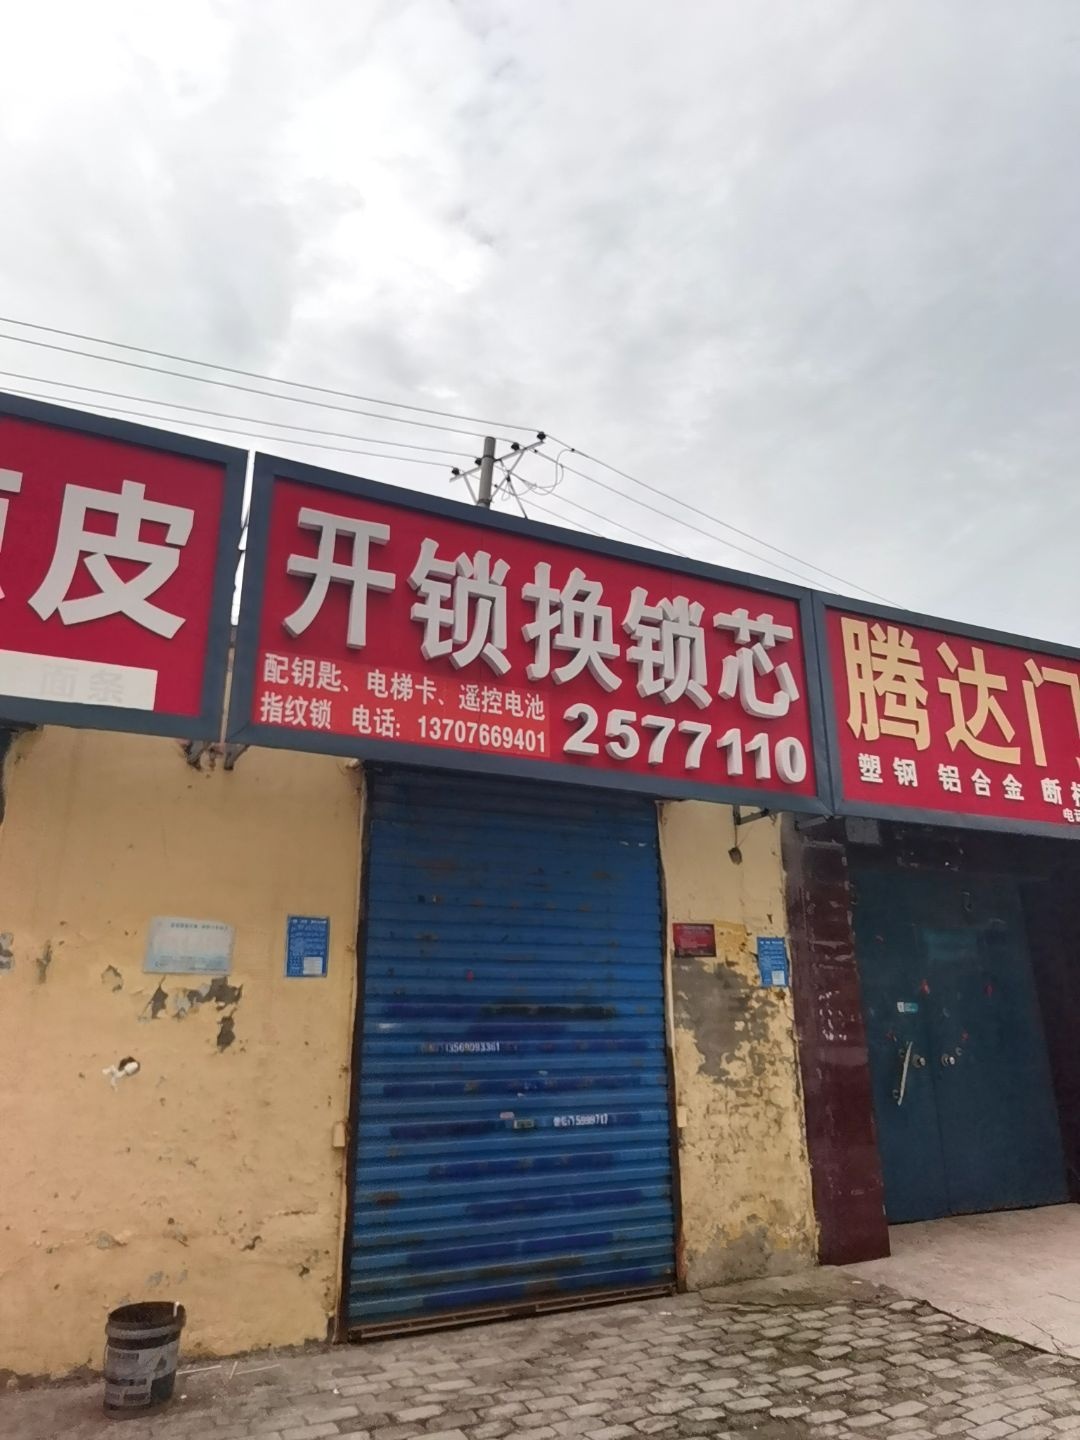 皮
面条
开锁换锁芯
配钥匙、电梯卡、遥控电池
指纹锁 电话: 13707669401
2577110
腾达门
塑钢 铝合金 断